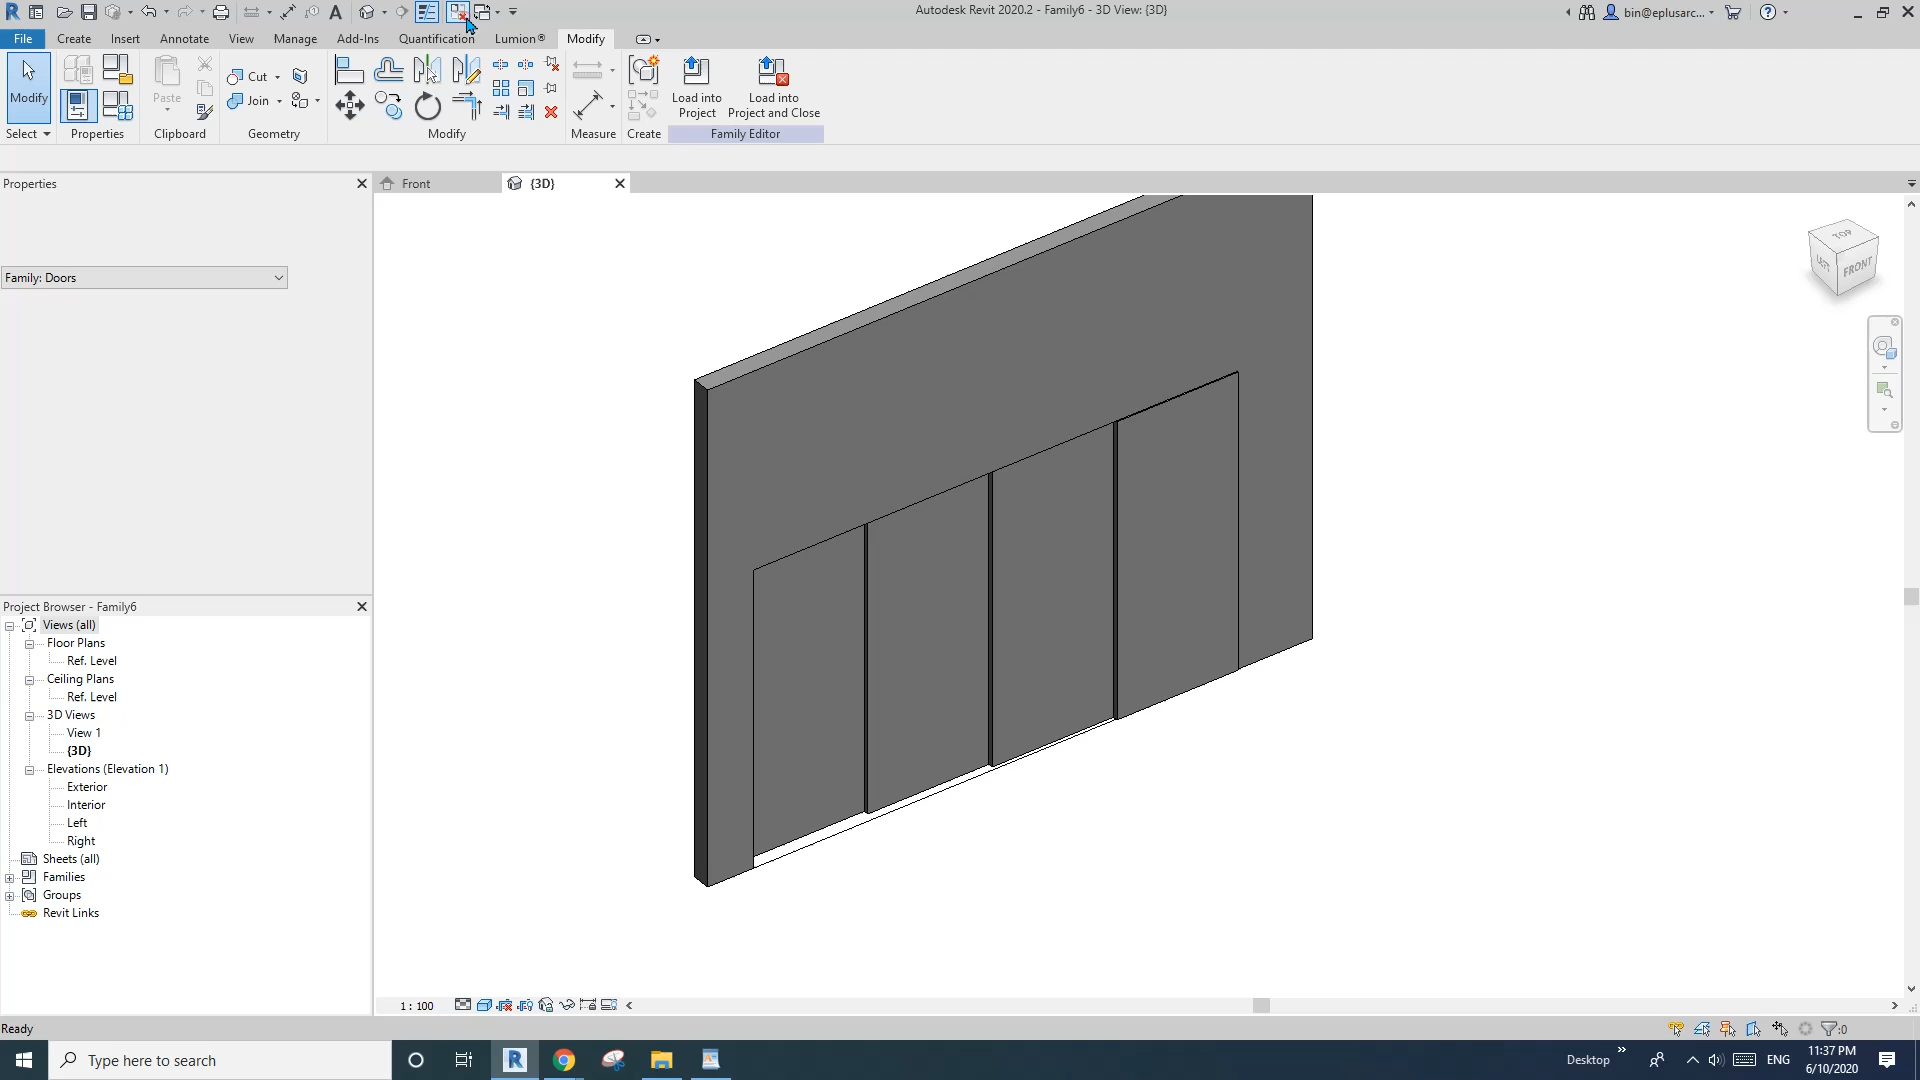 Autodesk Revit 2020.2 - Family6 - 3D View: {3D}
bin@eplusarc...
File
Create
Insert
Annotate
View
Manage
Add-Ins
Quantification
Lumion®
Modify
Modify
Paste
Cut
Join
Load into
Project
Load into
Project and Close
Select
Properties
Clipboard
Geometry
Modify
Measure
Create
Family Editor
Properties
Front
{3D}
Family: Doors
TOP
LEFT
FRONT
Project Browser - Family6
Views (all)
Floor Plans
Ref. Level
Ceiling Plans
Ref. Level
3D Views
View 1
{3D}
Elevations (Elevation 1)
Exterior
Interior
Left
Right
Sheets (all)
Families
Groups
Revit Links
1 : 100
Ready
:0
Type here to search
Desktop
ENG
11:37 PM
6/10/2020